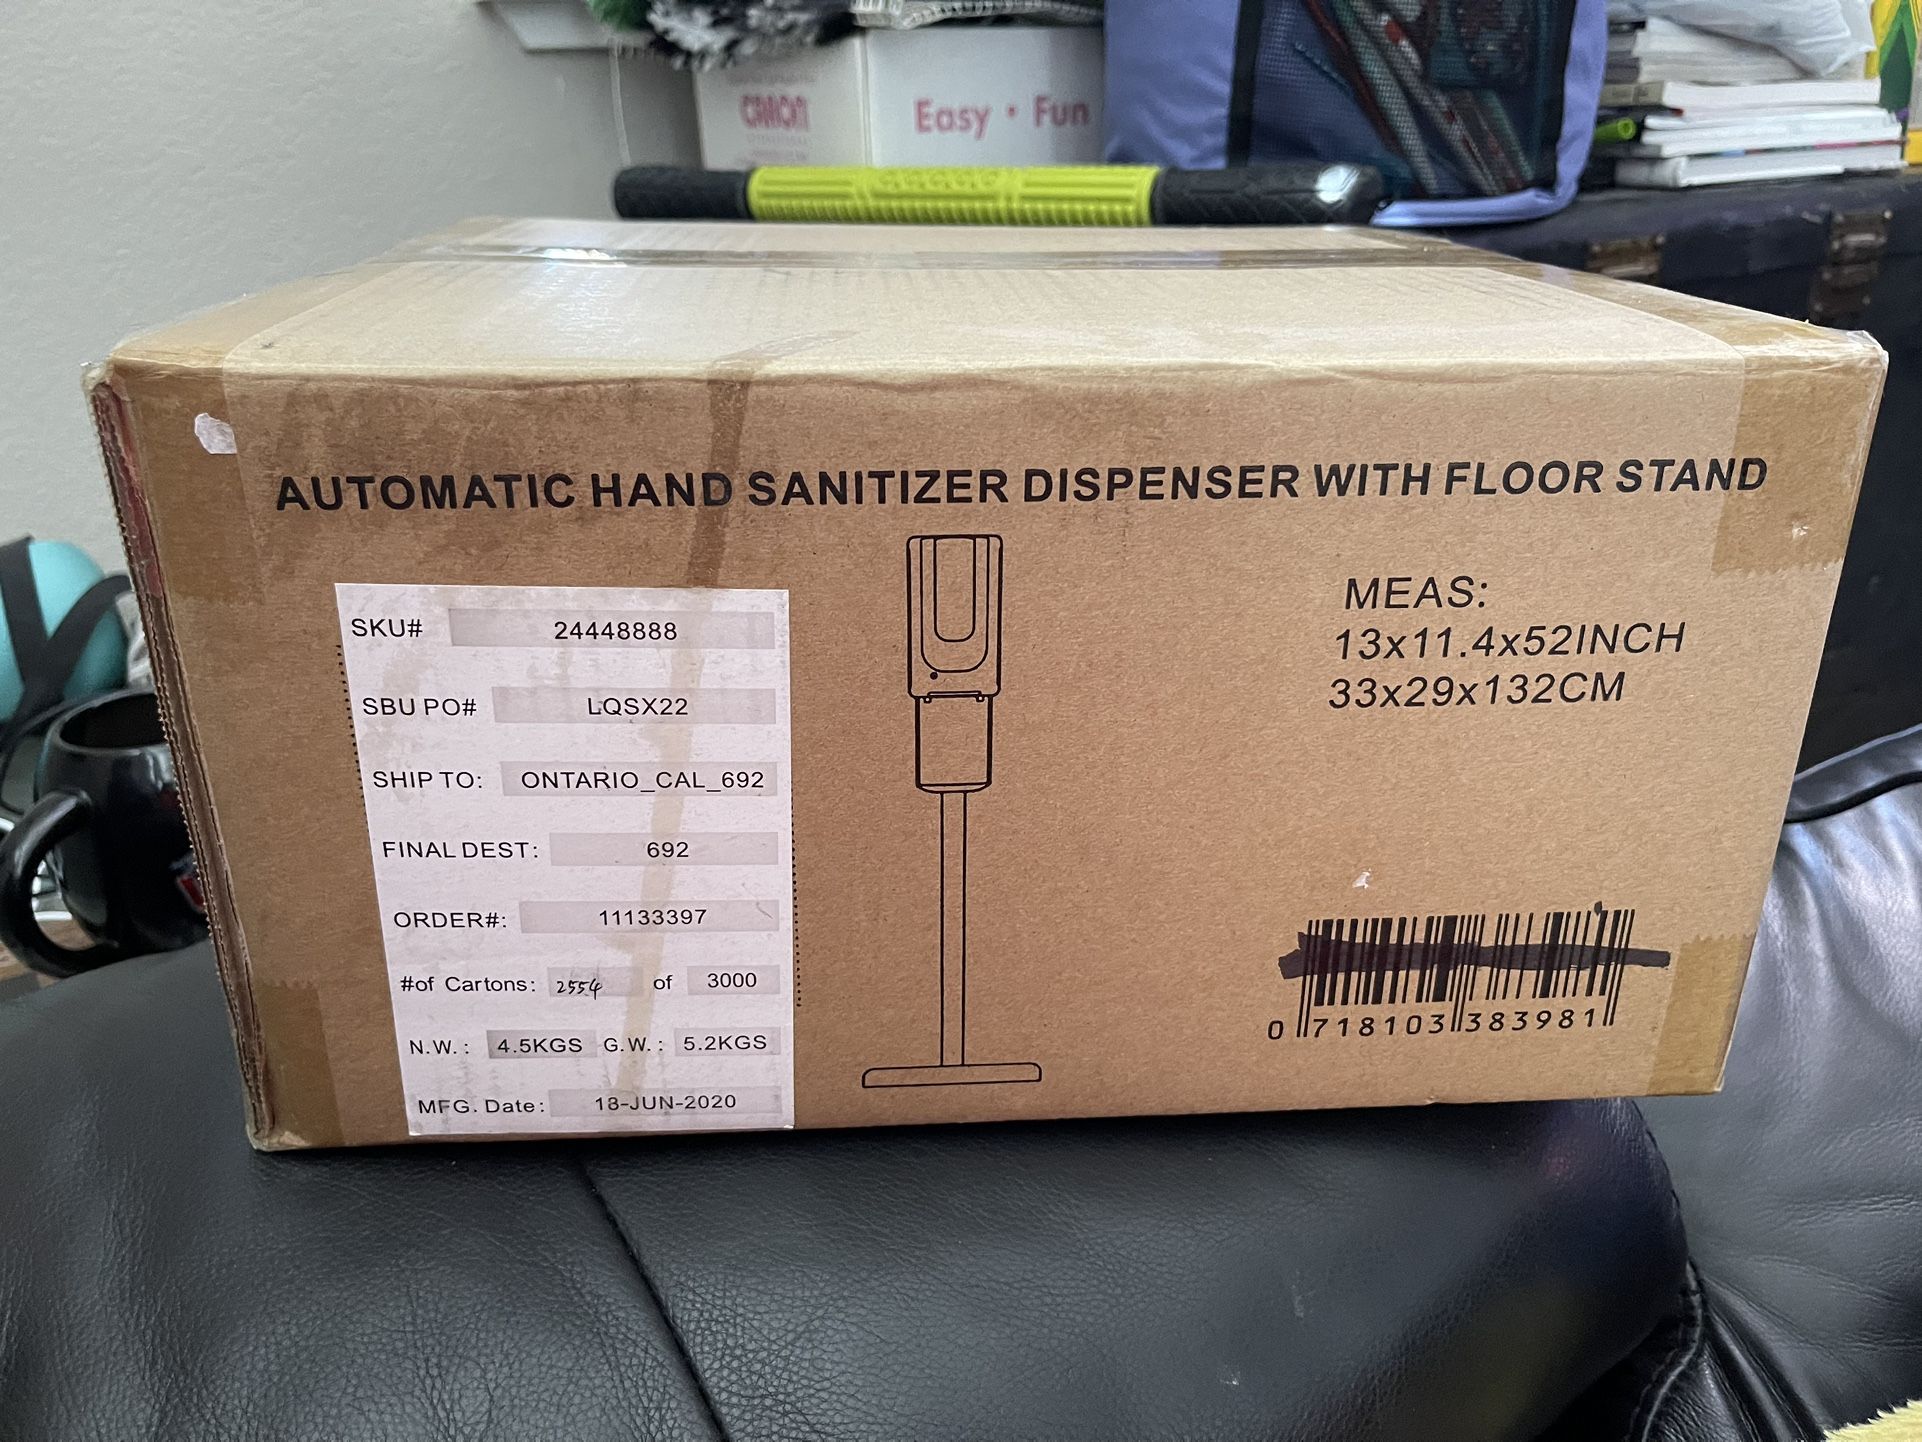 Easy • Fun
AUTOMATIC HAND SANITIZER DISPENSER WITH FLOOR STAND
SKU# 24448888
SBU PO# LQSX22
SHIP TO: ONTARIO_CAL_692
FINAL DEST: 692
ORDER#: 11133397
#of Cartons: 2554 of 3000
N.W.: 4.5KGS G.W.: 5.2KGS
MFG. Date: 18-JUN-2020
MEAS:
13x11.4x52INCH
33x29x132CM
0 718103 383981